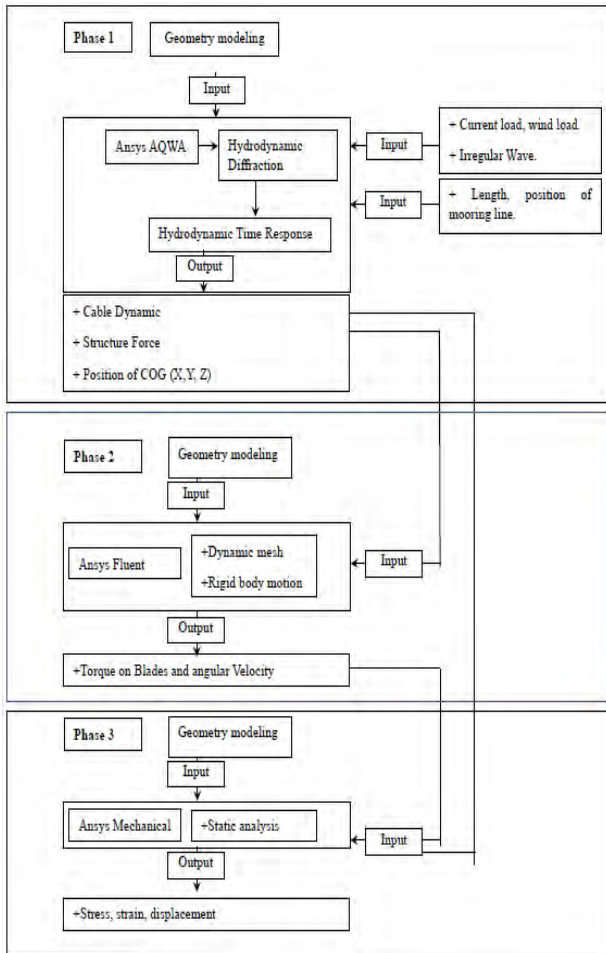 Phase 1
Geometry modeling
Input
Ansys AQWA
Hydrodynamic
Diffraction
Input
+ Current load, wind load.
+ Irregular Wave.
Input
+ Length, position of
mooring line.
Hydrodynamic Time Response
Output
+ Cable Dynamic
+ Structure Force
+ Position of COG (X,Y, Z)
Phase 2
Geometry modeling
Input
Ansys Fluent
+Dynamic mesh
+Rigid body motion
Input
Output
+Torque on Blades and angular Velocity
Phase 3
Geometry modeling
Input
Ansys Mechanical
+Static analysis
Input
Output
+Stress, strain, displacement